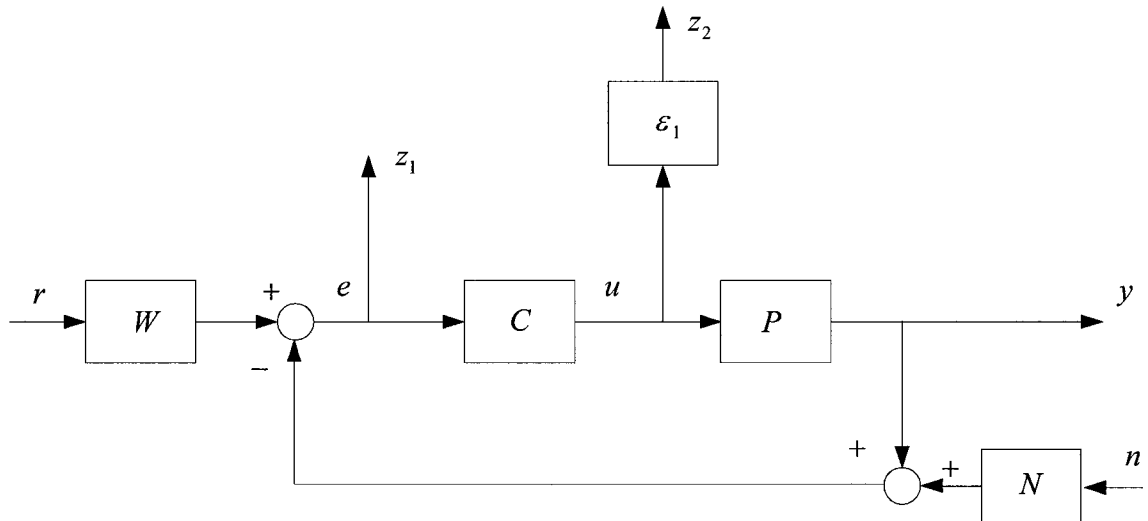 z₂
ε₁
z₁
r W + e C u P y
−
+ + N n